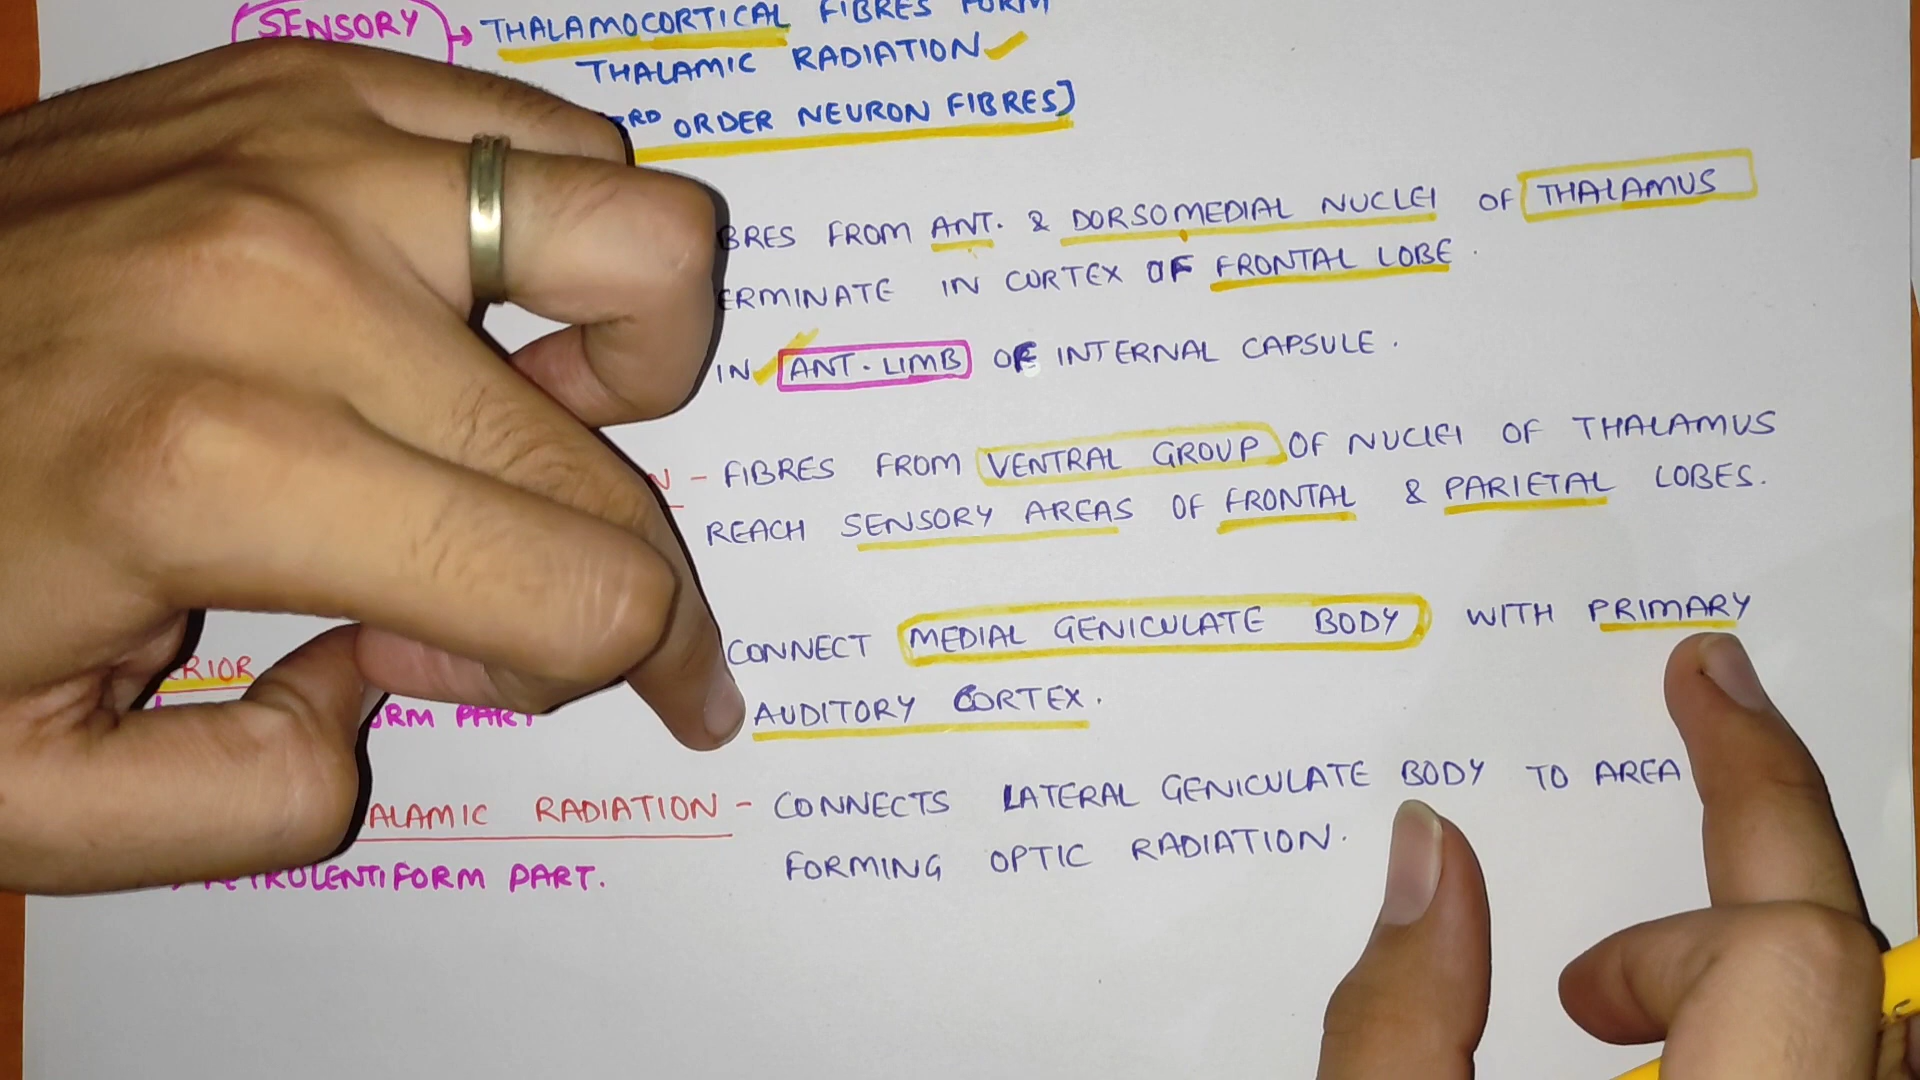 SENSORY → THALAMOCORTICAL FIBRES FORM
THALAMIC RADIATION
RD ORDER NEURON FIBRES]
BRES FROM ANT. & DORSOMEDIAL NUCLEI OF THALAMUS
ERMINATE IN CORTEX OF FRONTAL LOBE.
IN ANT. LIMB OF INTERNAL CAPSULE.
N - FIBRES FROM VENTRAL GROUP OF NUCLEI OF THALAMUS
REACH SENSORY AREAS OF FRONTAL & PARIETAL LOBES.
CONNECT MEDIAL GENICULATE BODY WITH PRIMARY
RIOR
AUDITORY CORTEX.
ORM PART
ALAMIC RADIATION - CONNECTS LATERAL GENICULATE BODY TO AREA
FORMING OPTIC RADIATION.
ETROLENTIFORM PART.